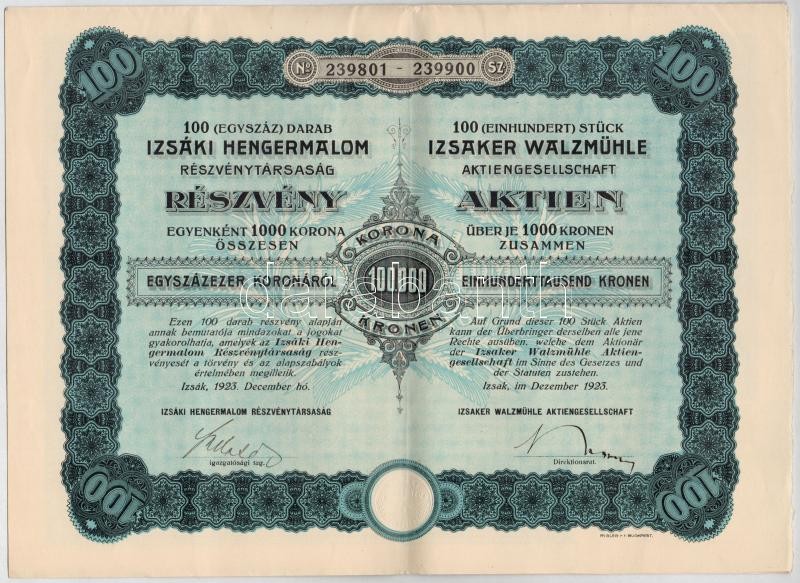 100
100
No 239801 - 239900 SZ
100 (EGYSZÁZ) DARAB
IZSÁKI HENGERMALOM
RÉSZVÉNYTÁRSASÁG
RÉSZVÉNY
EGYENKÉNT 1000 KORONA
ÖSSZESEN
EGYSZÁZEZER KORONÁRÓL
Ezen 100 darab részvény alapján
annak bemutatója mindazokat a jogokat
gyakorolhatja, amelyek az Izsáki Hen-
germalom Részvénytársaság rész-
vényesét a törvény és az alapszabályok
értelmében megilletik.
Izsák, 1923. December hó.
IZSÁKI HENGERMALOM RÉSZVÉNYTÁRSASÁG
igazgatósági tag.
KORONA
100000
KRONEN
100 (EINHUNDERT) STÜCK
IZSAKER WALZMÜHLE
AKTIENGESELLSCHAFT
AKTIEN
ÜBER JE 1000 KRONEN
ZUSAMMEN
EINHUNDERTTAUSEND KRONEN
Auf Grund dieser 100 Stück Aktien
kann der Überbringer derselben alle jene
Rechte ausüben, welche dem Aktionär
der Izsaker Walzmühle Aktien-
gesellschaft im Sinne des Gesetzes und
der Statuten zustehen.
Izsak, im Dezember 1923.
IZSAKER WALZMÜHLE AKTIENGESELLSCHAFT
Direktionsrat.
100
100